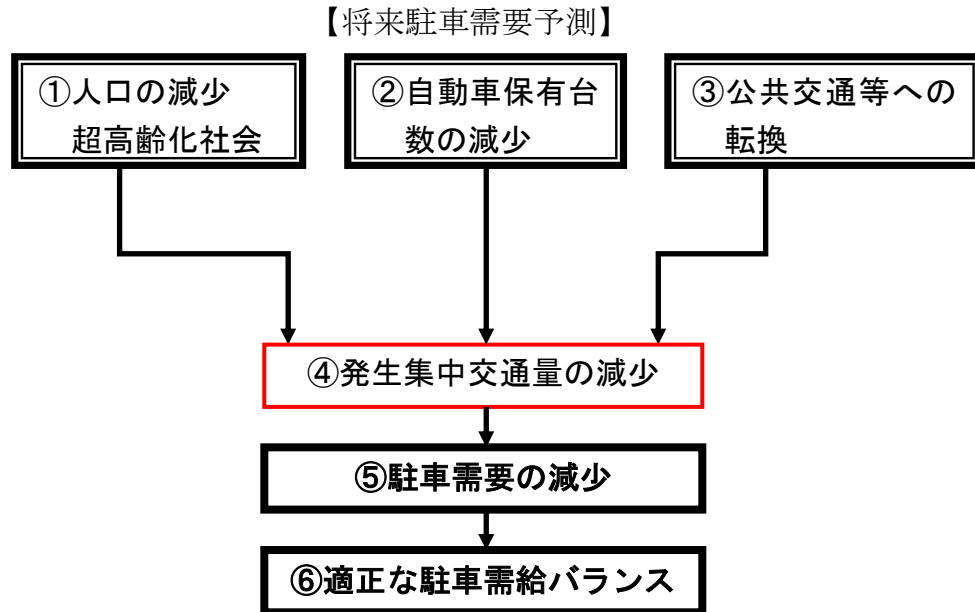 【将来駐車需要予測】
①人口の減少
超高齢化社会
②自動車保有台
数の減少
③公共交通等への
転換
④発生集中交通量の減少
⑤駐車需要の減少
⑥適正な駐車需給バランス